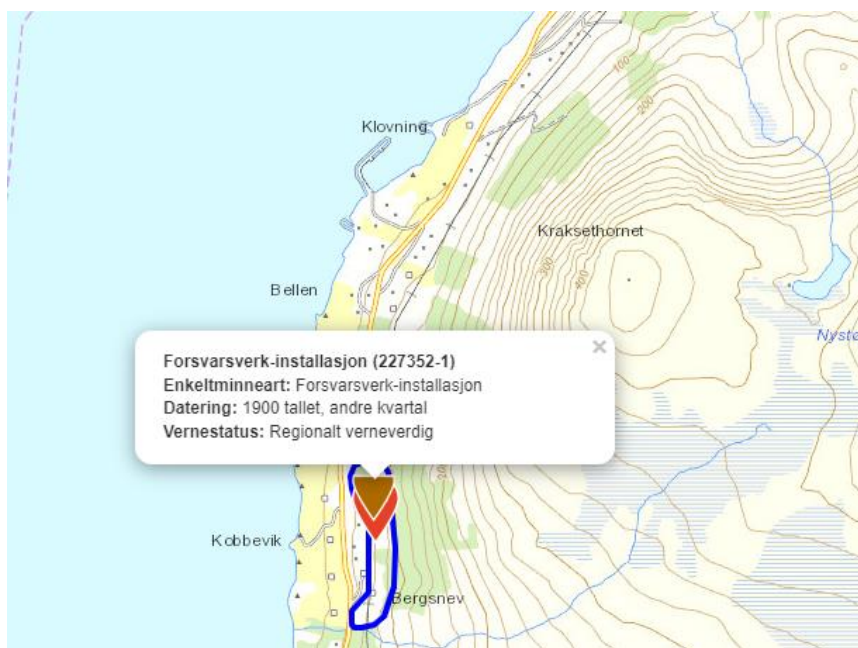 Klovning
100
200
Kraksethornet
300
400
Bellen
Nystø
Forsvarsverk-installasjon (227352-1)
Enkeltminneart: Forsvarsverk-installasjon
Datering: 1900 tallet, andre kvartal
Vernestatus: Regionalt verneverdig
Kobbevik
Bergsnev